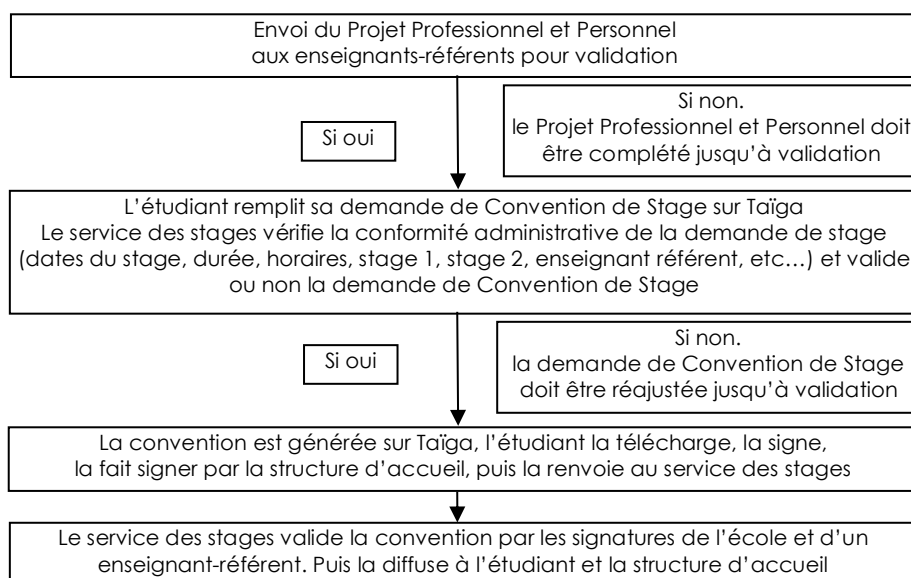 Envoi du Projet Professionnel et Personnel
aux enseignants-référents pour validation
Si oui
Si non.
le Projet Professionnel et Personnel doit
être complété jusqu'à validation
L'étudiant remplit sa demande de Convention de Stage sur Taïga
Le service des stages vérifie la conformité administrative de la demande de stage
(dates du stage, durée, horaires, stage 1, stage 2, enseignant référent, etc…) et valide
ou non la demande de Convention de Stage
Si oui
Si non.
la demande de Convention de Stage
doit être réajustée jusqu'à validation
La convention est générée sur Taïga, l'étudiant la télécharge, la signe,
la fait signer par la structure d'accueil, puis la renvoie au service des stages
Le service des stages valide la convention par les signatures de l'école et d'un
enseignant-référent. Puis la diffuse à l'étudiant et la structure d'accueil